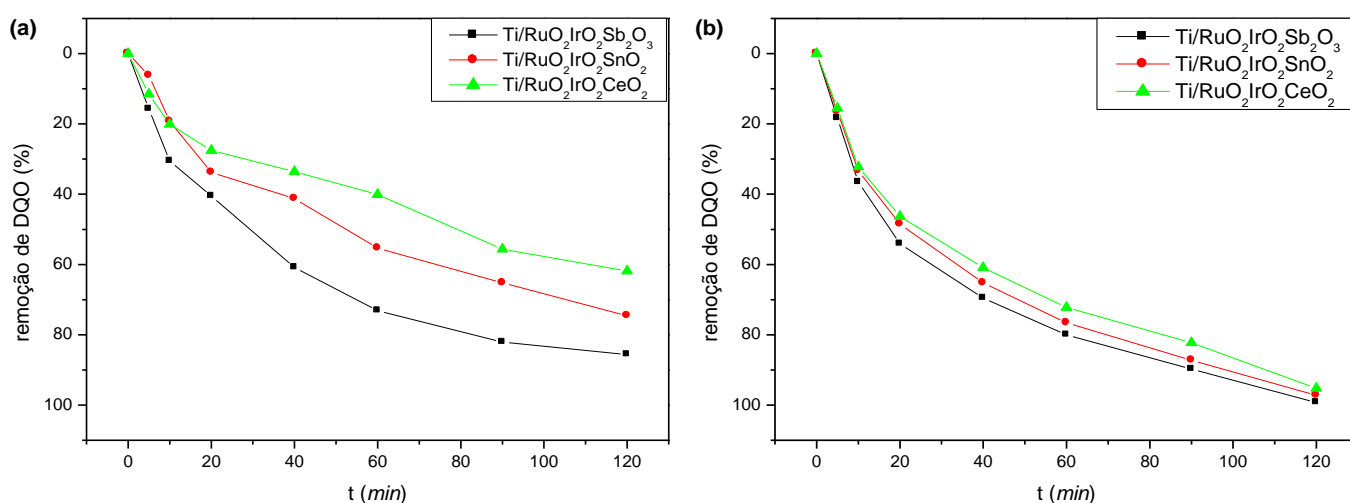 (a)
Ti/RuO₂IrO₂Sb₂O₃
Ti/RuO₂IrO₂SnO₂
Ti/RuO₂IrO₂CeO₂
0
20
40
60
80
100
remoção de DQO (%)
0 20 40 60 80 100 120
t (min)
(b)
Ti/RuO₂IrO₂Sb₂O₃
Ti/RuO₂IrO₂SnO₂
Ti/RuO₂IrO₂CeO₂
0
20
40
60
80
100
remoção de DQO (%)
0 20 40 60 80 100 120
t (min)